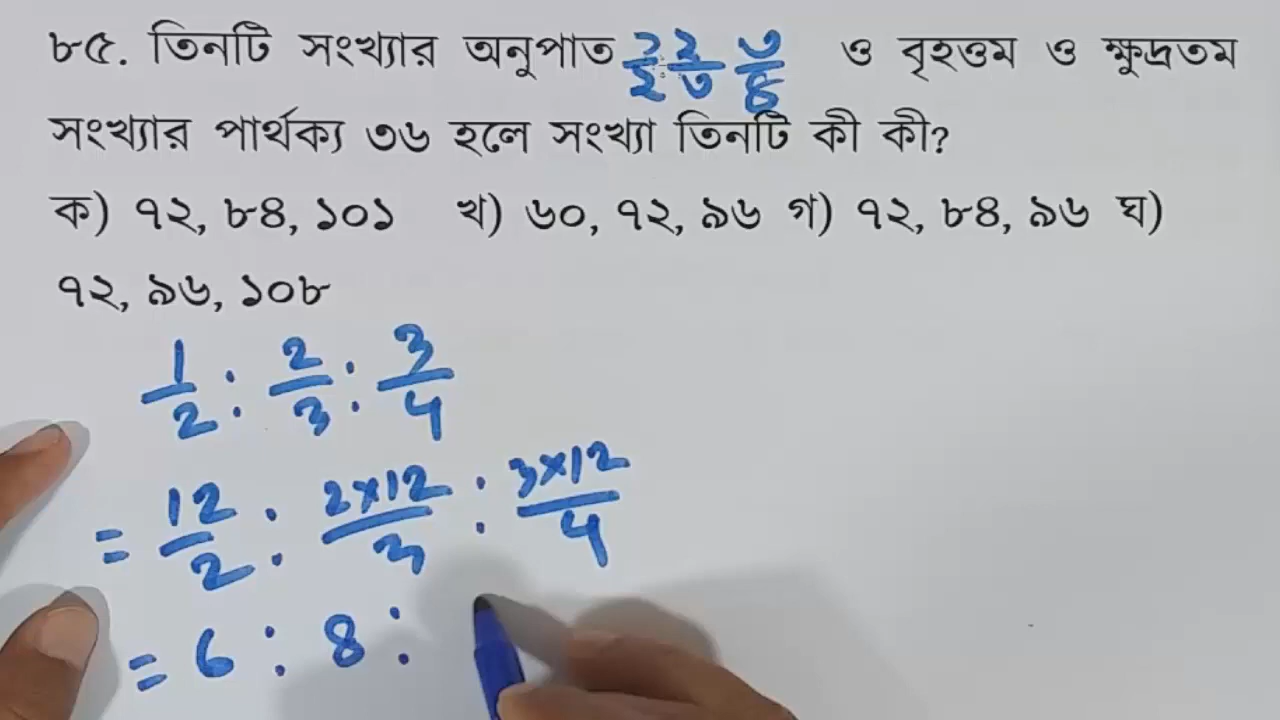 ৮৫. তিনটি সংখ্যার অনুপাত ১/২ : ২/৩ ৩/৪ ও বৃহত্তম ও ক্ষুদ্রতম
সংখ্যার পার্থক্য ৩৬ হলে সংখ্যা তিনটি কী কী?
ক) ৭২, ৮৪, ১০১ খ) ৬০, ৭২, ৯৬ গ) ৭২, ৮৪, ৯৬ ঘ)
৭২, ৯৬, ১০৮
1/2 : 2/3 : 3/4
= 12/2 : 2×12/3 : 3×12/4
= 6 : 8 :